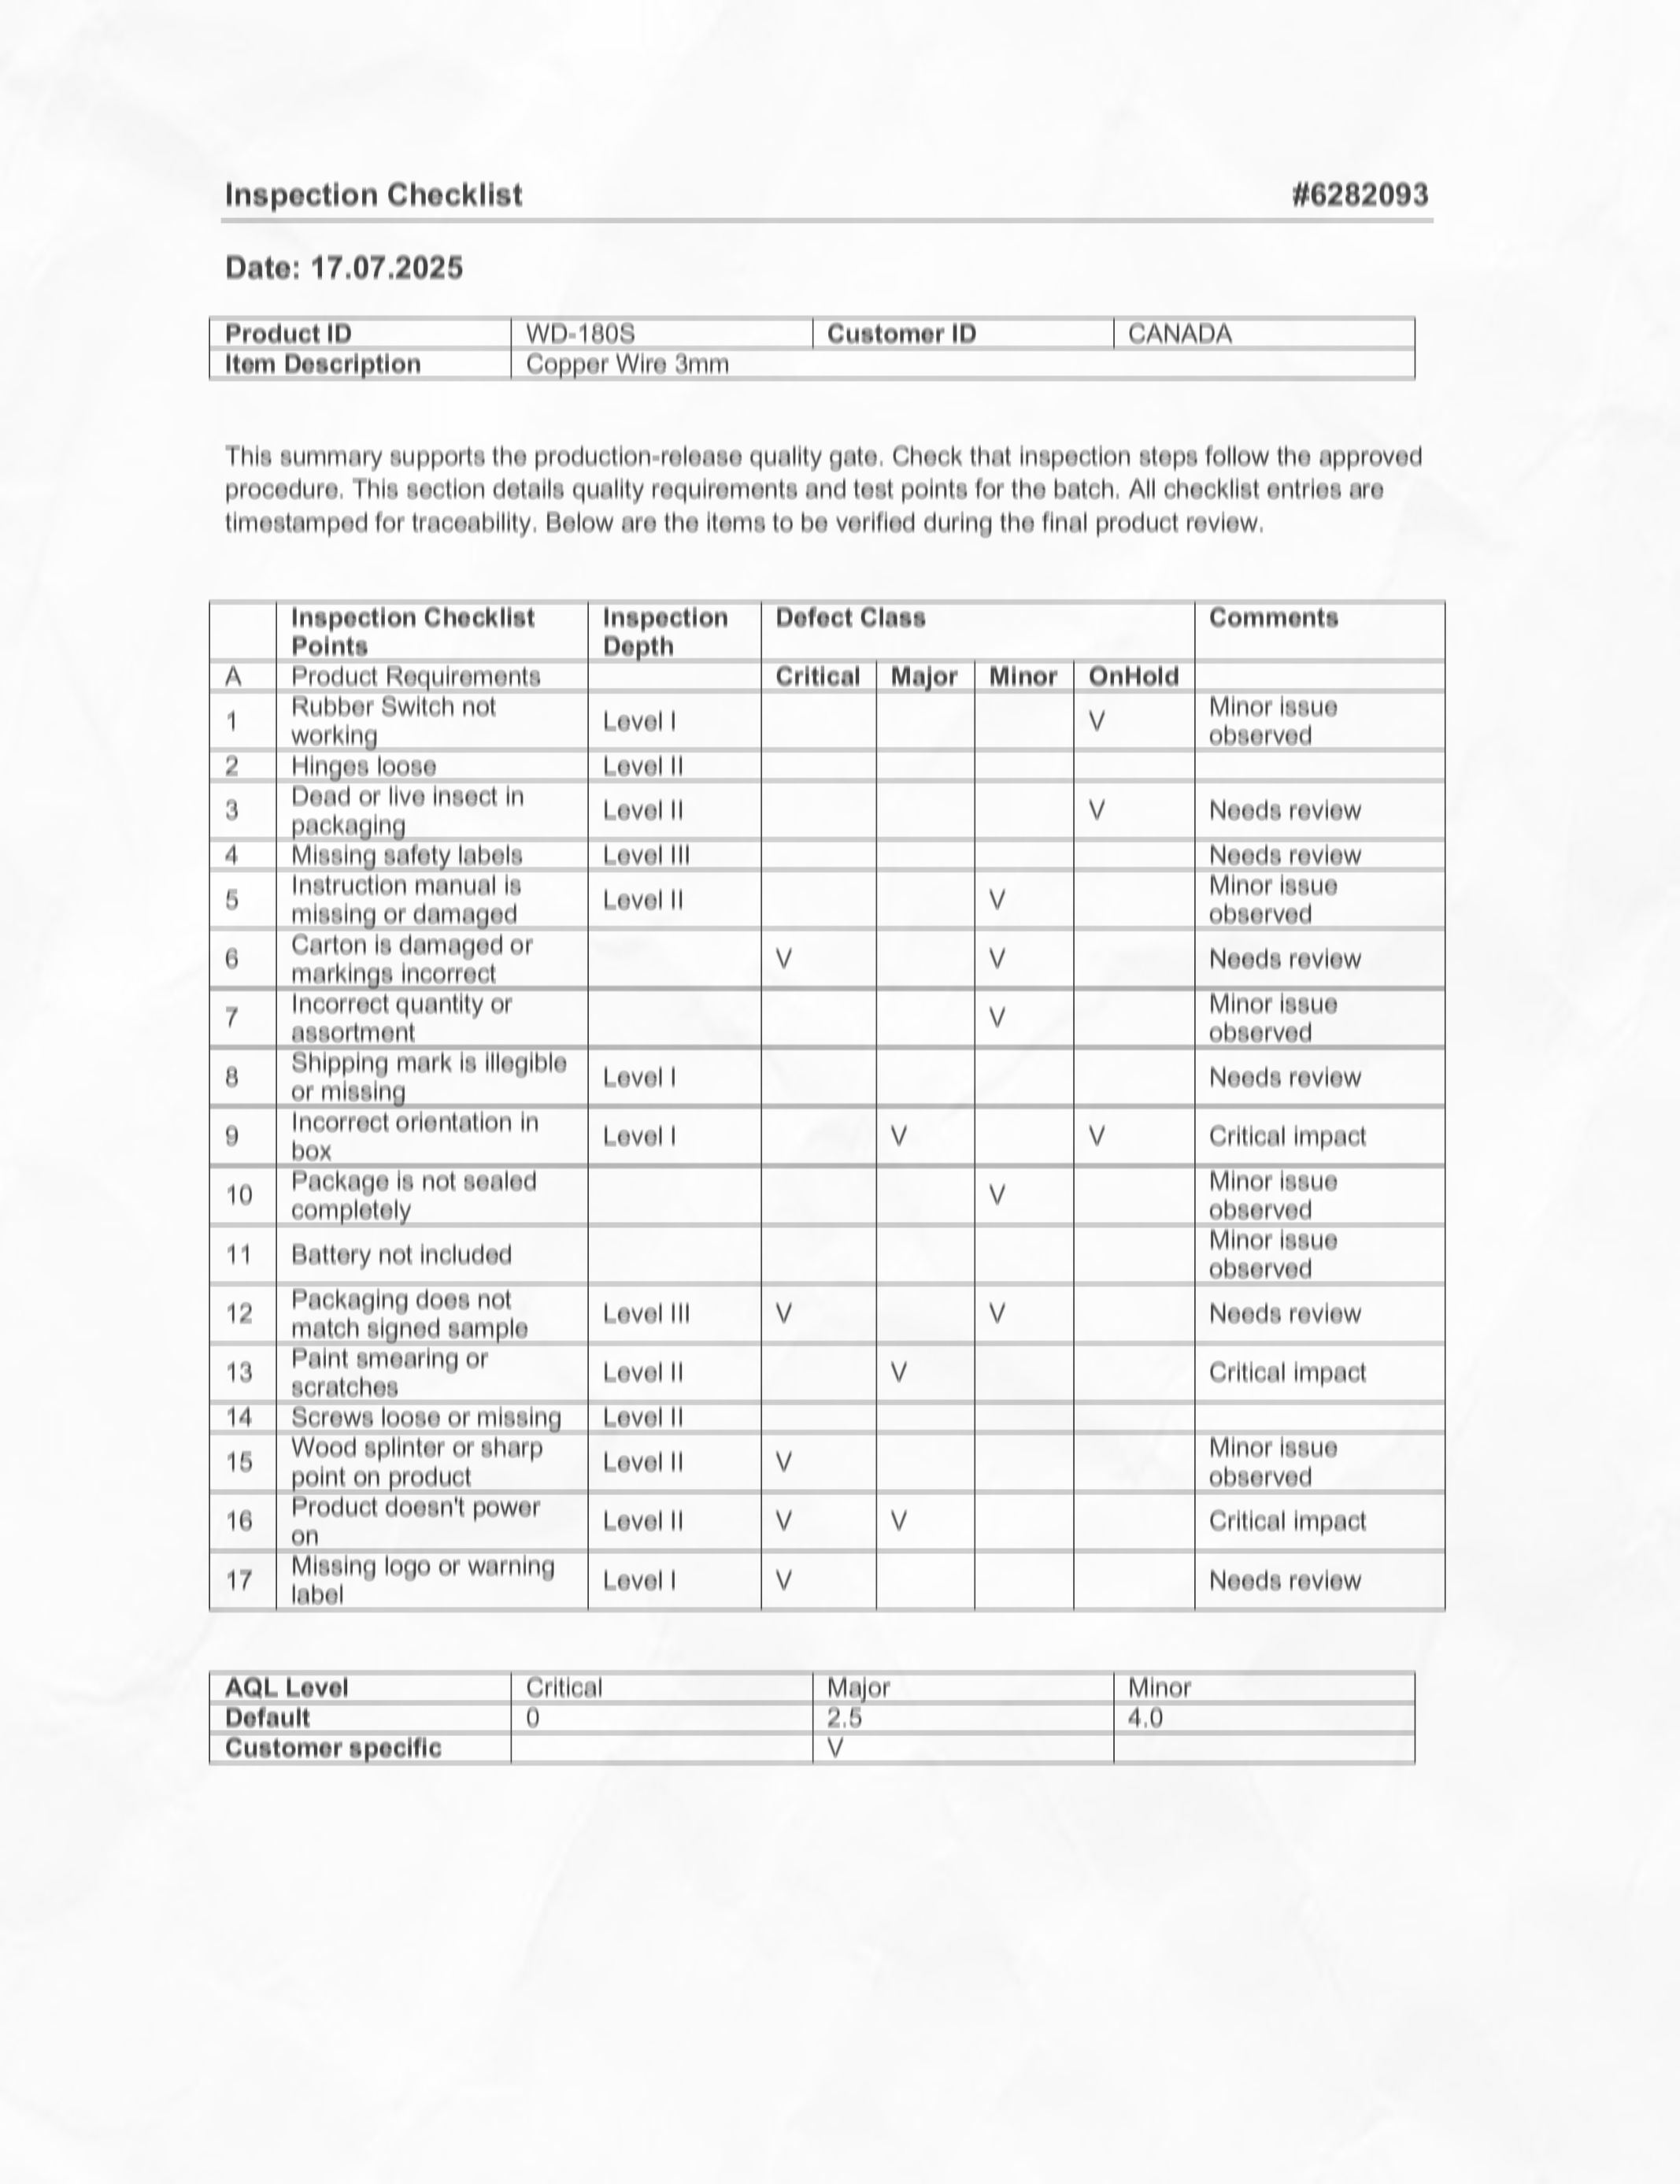 Inspection Checklist #6282093
Date: 17.07.2025
Product ID WD-180S Customer ID CANADA
Item Description Copper Wire 3mm
This summary supports the production-release quality gate. Check that inspection steps follow the approved
procedure. This section details quality requirements and test points for the batch. All checklist entries are
timestamped for traceability. Below are the items to be verified during the final product review.
Inspection Checklist Points Inspection Depth Defect Class Comments
A Product Requirements Critical Major Minor OnHold
1 Rubber Switch not working Level I V Minor issue observed
2 Hinges loose Level II
3 Dead or live insect in packaging Level II V Needs review
4 Missing safety labels Level III Needs review
5 Instruction manual is missing or damaged Level II V Minor issue observed
6 Carton is damaged or markings incorrect V V Needs review
7 Incorrect quantity or assortment V Minor issue observed
8 Shipping mark is illegible or missing Level I Needs review
9 Incorrect orientation in box Level I V V Critical impact
10 Package is not sealed completely V Minor issue observed
11 Battery not included Minor issue observed
12 Packaging does not match signed sample Level III V V Needs review
13 Paint smearing or scratches Level II V Critical impact
14 Screws loose or missing Level II
15 Wood splinter or sharp point on product Level II V Minor issue observed
16 Product doesn't power on Level II V V Critical impact
17 Missing logo or warning label Level I V Needs review
AQL Level Critical Major Minor
Default 0 2.5 4.0
Customer specific V